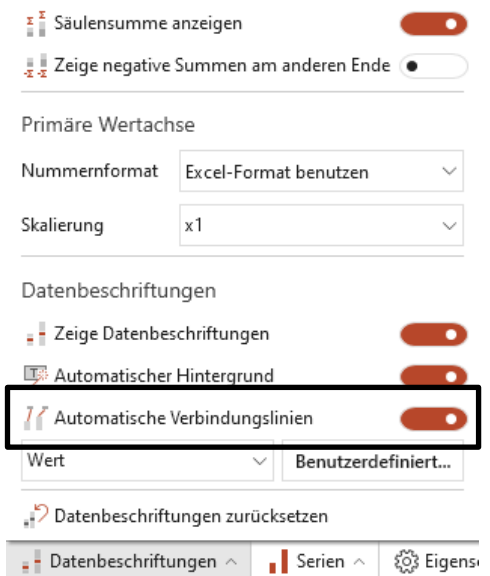 Säulensumme anzeigen
Zeige negative Summen am anderen Ende
Primäre Wertachse
Nummernformat Excel-Format benutzen
Skalierung x1
Datenbeschriftungen
Zeige Datenbeschriftungen
Automatischer Hintergrund
Automatische Verbindungslinien
Wert Benutzerdefiniert...
Datenbeschriftungen zurücksetzen
Datenbeschriftungen Serien